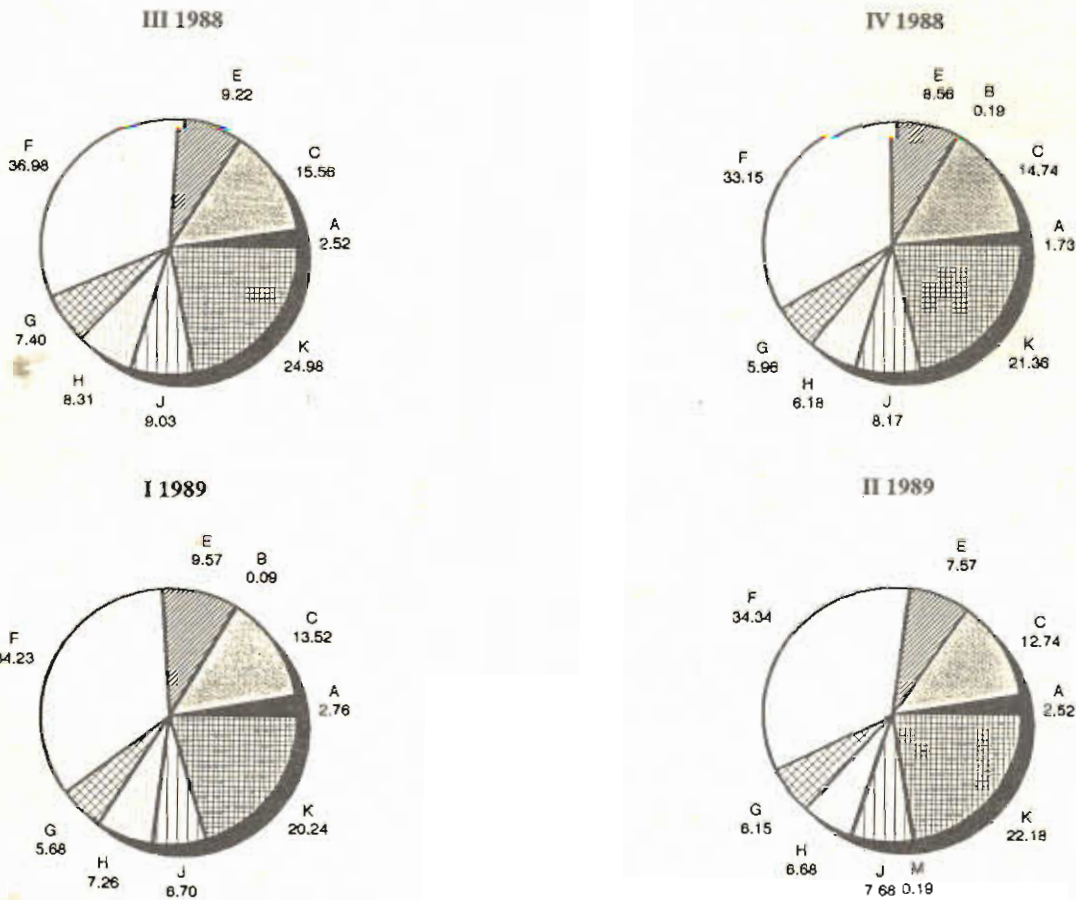 III 1988
E
9.22
C
15.56
A
2.52
K
24.98
J
9.03
H
8.31
G
7.40
F
36.98
IV 1988
E
8.56
B
0.19
C
14.74
A
1.73
K
21.36
J
8.17
H
6.18
G
5.96
F
33.15
I 1989
E
9.57
B
0.09
C
13.52
A
2.76
K
20.24
J
6.70
H
7.26
G
5.68
F
II 1989
E
7.57
C
12.74
A
2.52
K
22.18
M
0.19
J
7.68
H
6.68
G
6.15
F
34.34